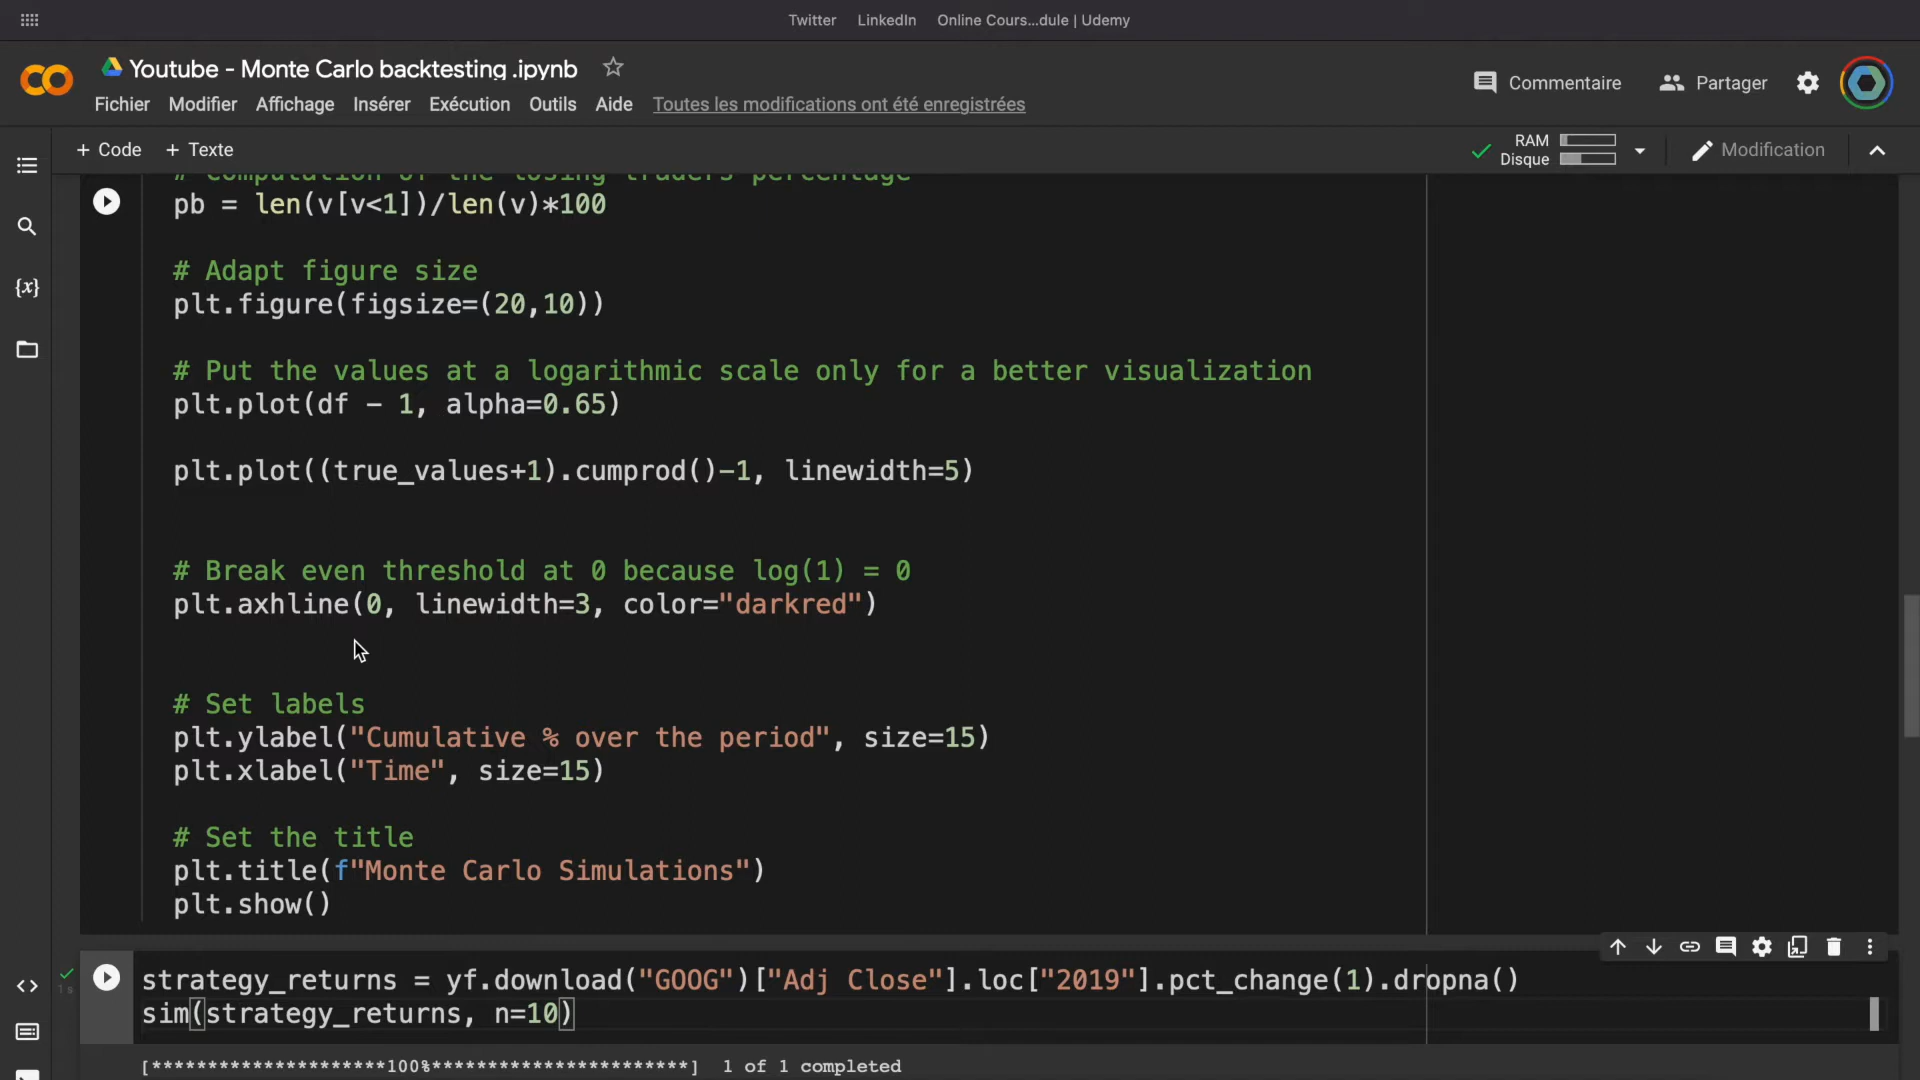 Twitter LinkedIn Online Cours...dule | Udemy
Youtube - Monte Carlo backtesting .ipynb
Commentaire Partager
Fichier Modifier Affichage Insérer Exécution Outils Aide Toutes les modifications ont été enregistrées
+ Code + Texte
RAM
Disque
Modification
# Computation of the losing traders percentage
pb = len(v[v<1])/len(v)*100
# Adapt figure size
plt.figure(figsize=(20,10))
# Put the values at a logarithmic scale only for a better visualization
plt.plot(df - 1, alpha=0.65)
plt.plot((true_values+1).cumprod()-1, linewidth=5)
# Break even threshold at 0 because log(1) = 0
plt.axhline(0, linewidth=3, color="darkred")
# Set labels
plt.ylabel("Cumulative % over the period", size=15)
plt.xlabel("Time", size=15)
# Set the title
plt.title(f"Monte Carlo Simulations")
plt.show()
1s
strategy_returns = yf.download("GOOG")["Adj Close"].loc["2019"].pct_change(1).dropna()
sim(strategy_returns, n=10)
[*********************100%***********************] 1 of 1 completed